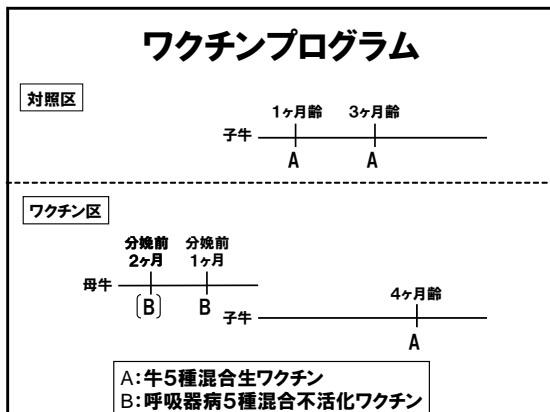 ワクチンプログラム
対照区
1ヶ月齢 3ヶ月齢
子牛
A A
ワクチン区
分娩前 分娩前
2ヶ月 1ヶ月
母牛
(B) B
4ヶ月齢
子牛
A
A:牛5種混合生ワクチン
B:呼吸器病5種混合不活化ワクチン